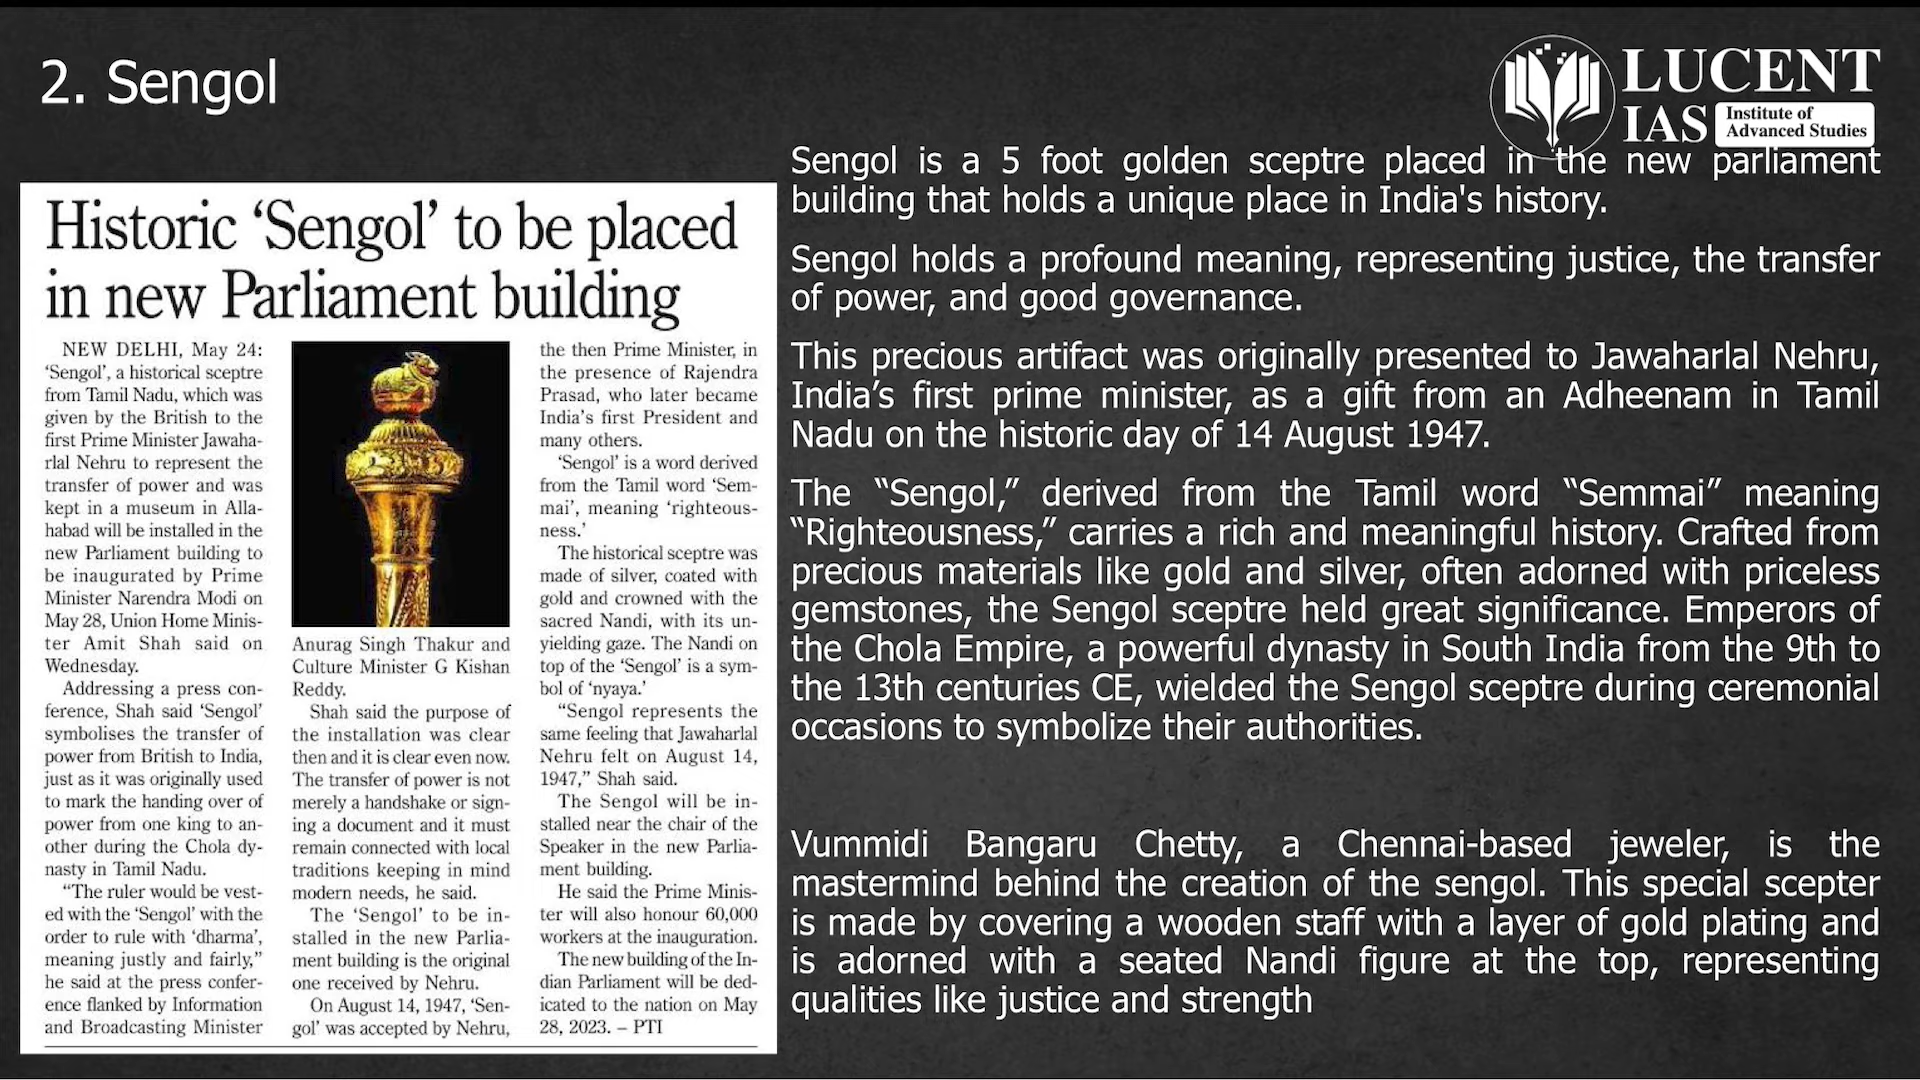 2. Sengol
LUCENT
IAS Institute of
Advanced Studies
Historic ‘Sengol’ to be placed
in new Parliament building
NEW DELHI, May 24:
‘Sengol’, a historical sceptre
from Tamil Nadu, which was
given by the British to the
first Prime Minister Jawaha-
rlal Nehru to represent the
transfer of power and was
kept in a museum in Alla-
habad will be installed in the
new Parliament building to
be inaugurated by Prime
Minister Narendra Modi on
May 28, Union Home Minis-
ter Amit Shah said on
Wednesday.
Addressing a press con-
ference, Shah said ‘Sengol’
symbolises the transfer of
power from British to India,
just as it was originally used
to mark the handing over of
power from one king to an-
other during the Chola dy-
nasty in Tamil Nadu.
“The ruler would be vest-
ed with the ‘Sengol’ with the
order to rule with ‘dharma’,
meaning justly and fairly,”
he said at the press confer-
ence flanked by Information
and Broadcasting Minister
Anurag Singh Thakur and
Culture Minister G Kishan
Reddy.
Shah said the purpose of
the installation was clear
then and it is clear even now.
The transfer of power is not
merely a handshake or sign-
ing a document and it must
remain connected with local
traditions keeping in mind
modern needs, he said.
The ‘Sengol’ to be in-
stalled in the new Parlia-
ment building is the original
one received by Nehru.
On August 14, 1947, ‘Sen-
gol’ was accepted by Nehru,
the then Prime Minister, in
the presence of Rajendra
Prasad, who later became
India’s first President and
many others.
‘Sengol’ is a word derived
from the Tamil word ‘Sem-
mai’, meaning ‘righteous-
ness.’
The historical sceptre was
made of silver, coated with
gold and crowned with the
sacred Nandi, with its un-
yielding gaze. The Nandi on
top of the ‘Sengol’ is a sym-
bol of ‘nyaya.’
“Sengol represents the
same feeling that Jawaharlal
Nehru felt on August 14,
1947,” Shah said.
The Sengol will be in-
stalled near the chair of the
Speaker in the new Parlia-
ment building.
He said the Prime Minis-
ter will also honour 60,000
workers at the inauguration.
The new building of the In-
dian Parliament will be ded-
icated to the nation on May
28, 2023. – PTI
Sengol is a 5 foot golden sceptre placed in the new parliament
building that holds a unique place in India's history.
Sengol holds a profound meaning, representing justice, the transfer
of power, and good governance.
This precious artifact was originally presented to Jawaharlal Nehru,
India’s first prime minister, as a gift from an Adheenam in Tamil
Nadu on the historic day of 14 August 1947.
The “Sengol,” derived from the Tamil word “Semmai” meaning
“Righteousness,” carries a rich and meaningful history. Crafted from
precious materials like gold and silver, often adorned with priceless
gemstones, the Sengol sceptre held great significance. Emperors of
the Chola Empire, a powerful dynasty in South India from the 9th to
the 13th centuries CE, wielded the Sengol sceptre during ceremonial
occasions to symbolize their authorities.
Vummidi Bangaru Chetty, a Chennai-based jeweler, is the
mastermind behind the creation of the sengol. This special scepter
is made by covering a wooden staff with a layer of gold plating and
is adorned with a seated Nandi figure at the top, representing
qualities like justice and strength